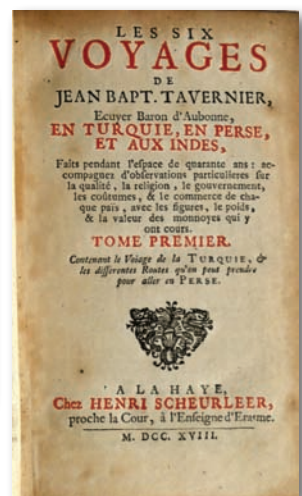 LES SIX
VOYAGES
DE
JEAN BAPT. TAVERNIER,
Ecuyer Baron d'Aubonne,
EN TURQUIE, EN PERSE,
ET AUX INDES,
Faits pendant l'espace de quarante ans: ac-
compagnez d'observations particulieres sur
la qualité, la religion, le gouvernement,
les coûtumes, & le commerce de cha-
que païs, avec les figures, le poids,
& la valeur des monnoyes qui y
ont cours.
TOME PREMIER.
Contenant le Voiage de la TURQUIE, &
les differentes Routes qu'on peut prendre
pour aller en PERSE.
A LA HAYE,
Chez HENRI SCHEURLEER,
proche la Cour, à l'Enseigne d'Erasme.
M. DCC. XVIII.